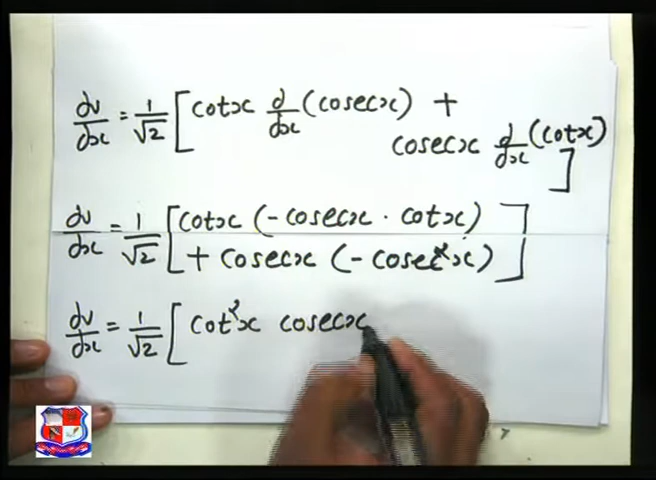 dv/dx = 1/√2 [cotx d/dx (cosecx) +
cosecx d/dx (cotx)]
dv/dx = 1/√2 [cotx (-cosecx · cotx)
+ cosecx (-cosec²x)]
dv/dx = 1/√2 [cot²x cosecx